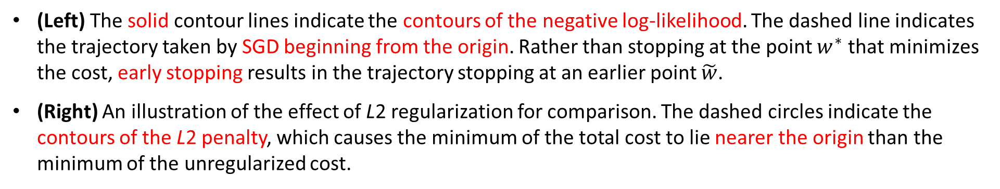 • (Left) The solid contour lines indicate the contours of the negative log-likelihood. The dashed line indicates
the trajectory taken by SGD beginning from the origin. Rather than stopping at the point w* that minimizes
the cost, early stopping results in the trajectory stopping at an earlier point w̃.
• (Right) An illustration of the effect of L2 regularization for comparison. The dashed circles indicate the
contours of the L2 penalty, which causes the minimum of the total cost to lie nearer the origin than the
minimum of the unregularized cost.